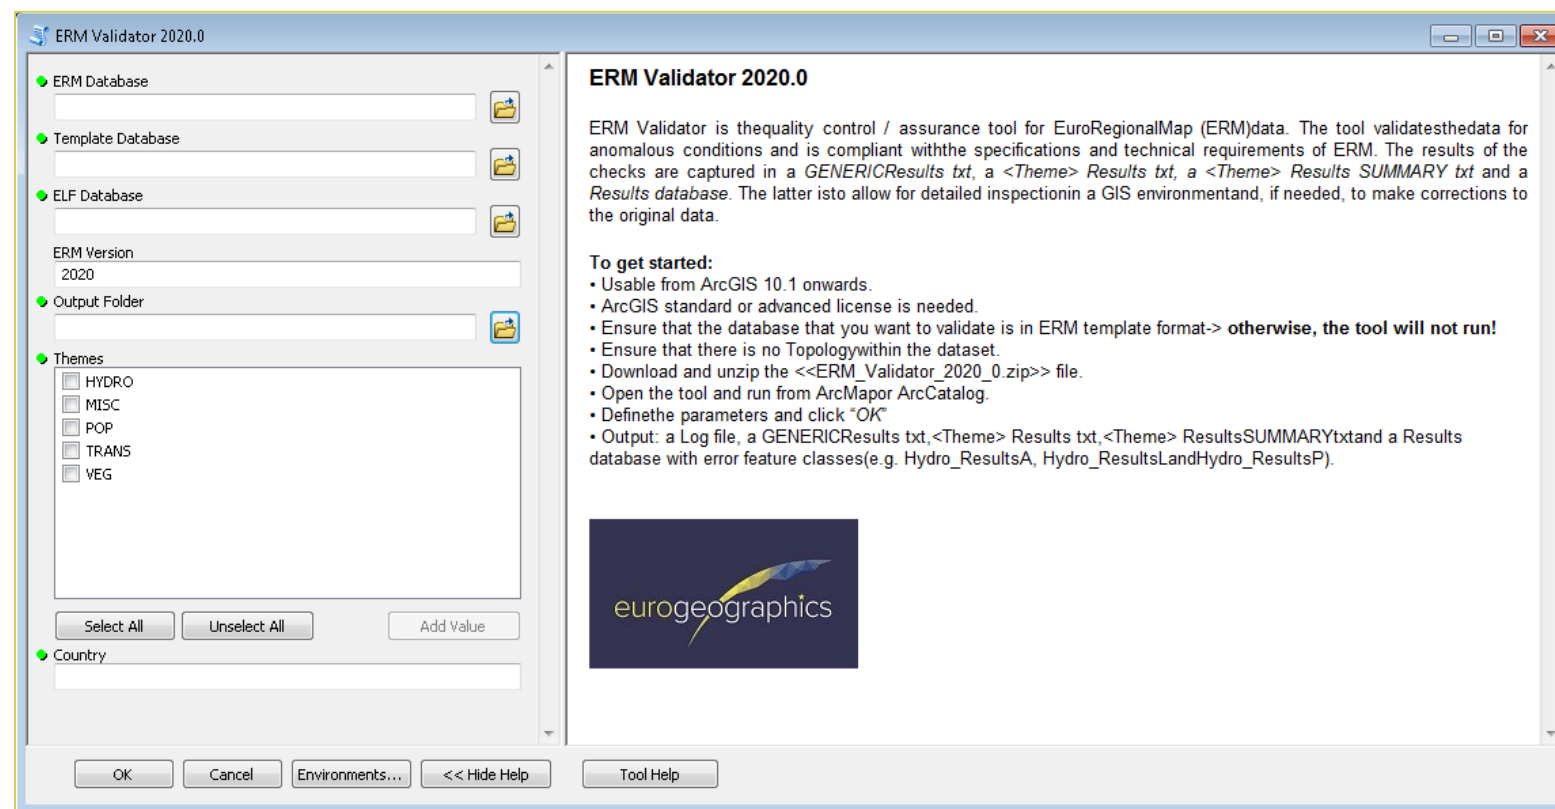 ERM Validator 2020.0
ERM Database
Template Database
ELF Database
ERM Version
2020
Output Folder
Themes
HYDRO
MISC
POP
TRANS
VEG
Select All
Unselect All
Add Value
Country
ERM Validator 2020.0
ERM Validator is thequality control / assurance tool for EuroRegionalMap (ERM)data. The tool validatesthedata for
anomalous conditions and is compliant withthe specifications and technical requirements of ERM. The results of the
checks are captured in a GENERICResults txt, a <Theme> Results txt, a <Theme> Results SUMMARY txt and a
Results database. The latter isto allow for detailed inspectionin a GIS environmentand, if needed, to make corrections to
the original data.
To get started:
• Usable from ArcGIS 10.1 onwards.
• ArcGIS standard or advanced license is needed.
• Ensure that the database that you want to validate is in ERM template format-> otherwise, the tool will not run!
• Ensure that there is no Topologywithin the dataset.
• Download and unzip the <<ERM_Validator_2020_0.zip>> file.
• Open the tool and run from ArcMapor ArcCatalog.
• Definethe parameters and click “OK”
• Output: a Log file, a GENERICResults txt,<Theme> Results txt,<Theme> ResultsSUMMARYtxtand a Results
database with error feature classes(e.g. Hydro_ResultsA, Hydro_ResultsLandHydro_ResultsP).
eurogeographics
OK
Cancel
Environments...
<< Hide Help
Tool Help